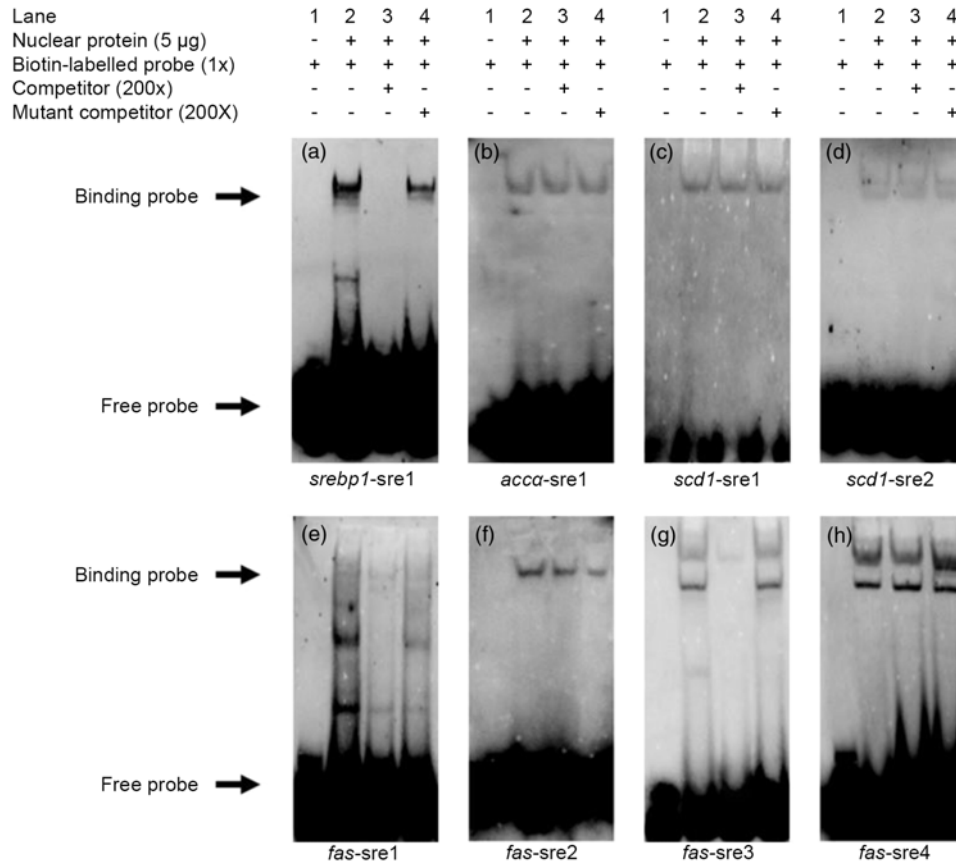 Lane 1 2 3 4 1 2 3 4 1 2 3 4 1 2 3 4
Nuclear protein (5 µg) - + + + - + + + - + + + - + + +
Biotin-labelled probe (1x) + + + + + + + + + + + + + + + +
Competitor (200x) - - + - - - + - - - + - - - + -
Mutant competitor (200X) - - - + - - - + - - - + - - - +
(a) (b) (c) (d)
Binding probe
Free probe
srebp1-sre1 accα-sre1 scd1-sre1 scd1-sre2
(e) (f) (g) (h)
Binding probe
Free probe
fas-sre1 fas-sre2 fas-sre3 fas-sre4